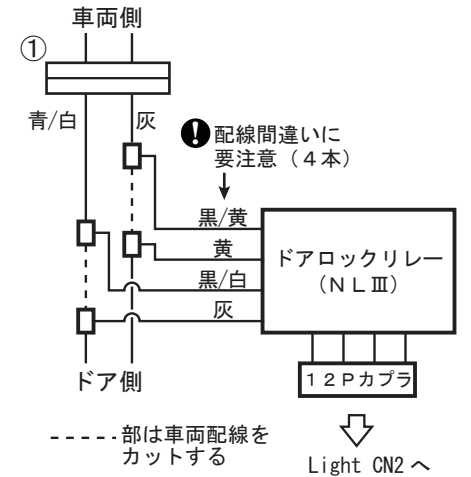 車両側
①
青/白
灰
!
配線間違いに
要注意（４本）
黒/黄
黄
黒/白
灰
ドアロックリレー
（ＮＬⅢ）
１２Ｐカプラ
ドア側
-----部は車両配線を
カットする
Light CN2 へ